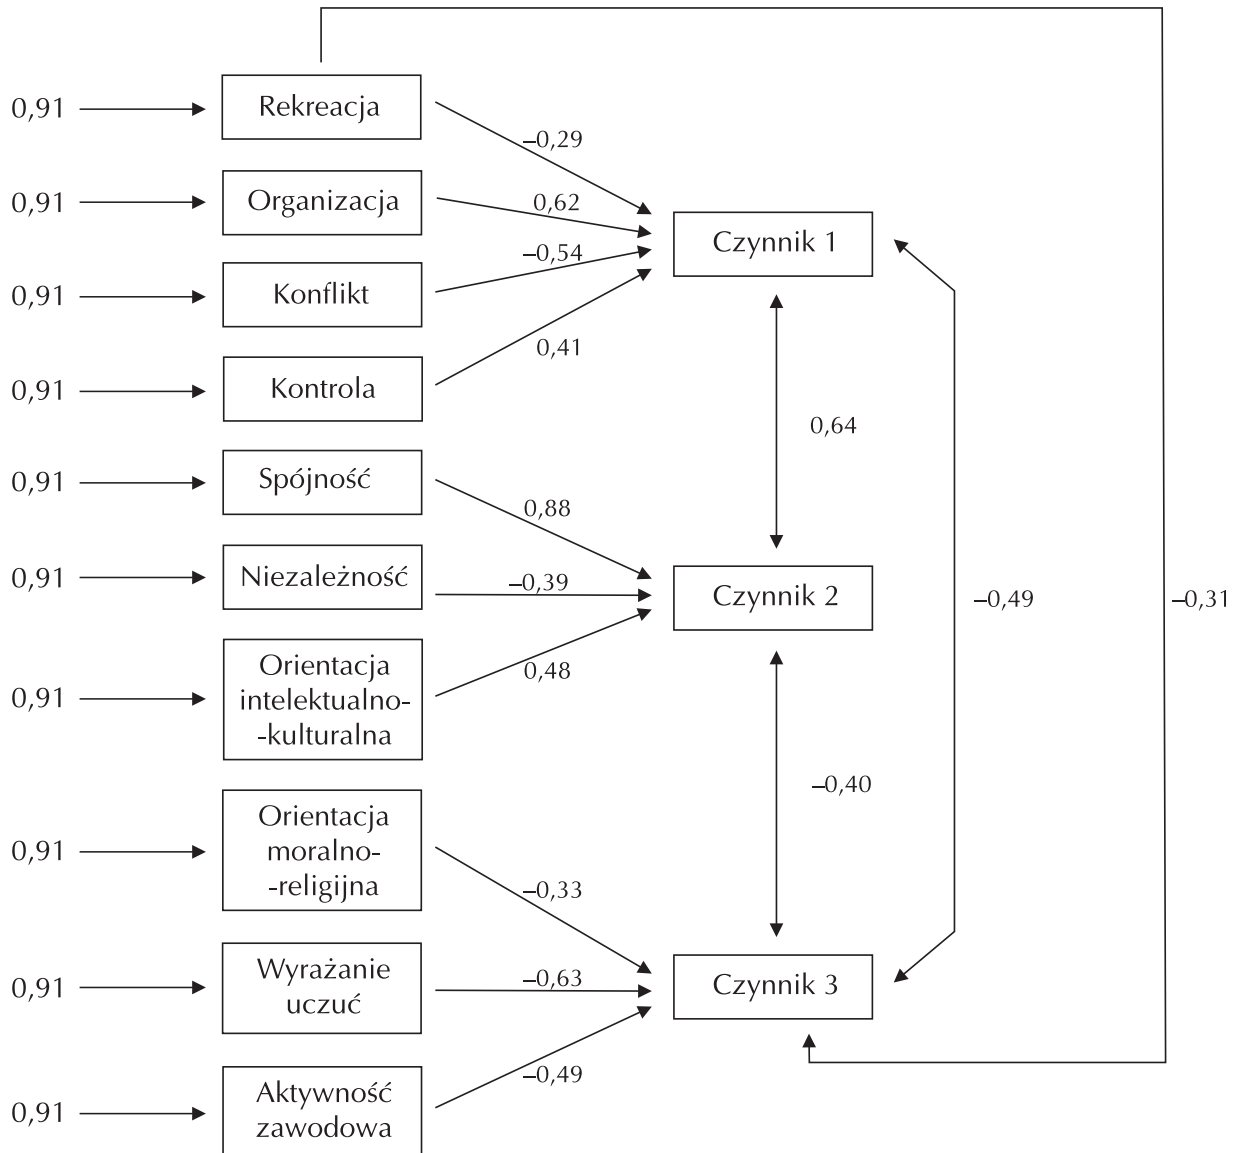 0,91
Rekreacja
–0,29
0,91
Organizacja
0,62
Czynnik 1
–0,54
0,91
Konflikt
0,41
0,91
Kontrola
0,64
0,91
Spójność
0,88
0,91
Niezależność
–0,39
Czynnik 2
–0,49
–0,31
0,91
Orientacja
intelektualno-
-kulturalna
0,48
–0,40
0,91
Orientacja
moralno-
-religijna
–0,33
0,91
Wyrażanie
uczuć
–0,63
Czynnik 3
–0,49
0,91
Aktywność
zawodowa